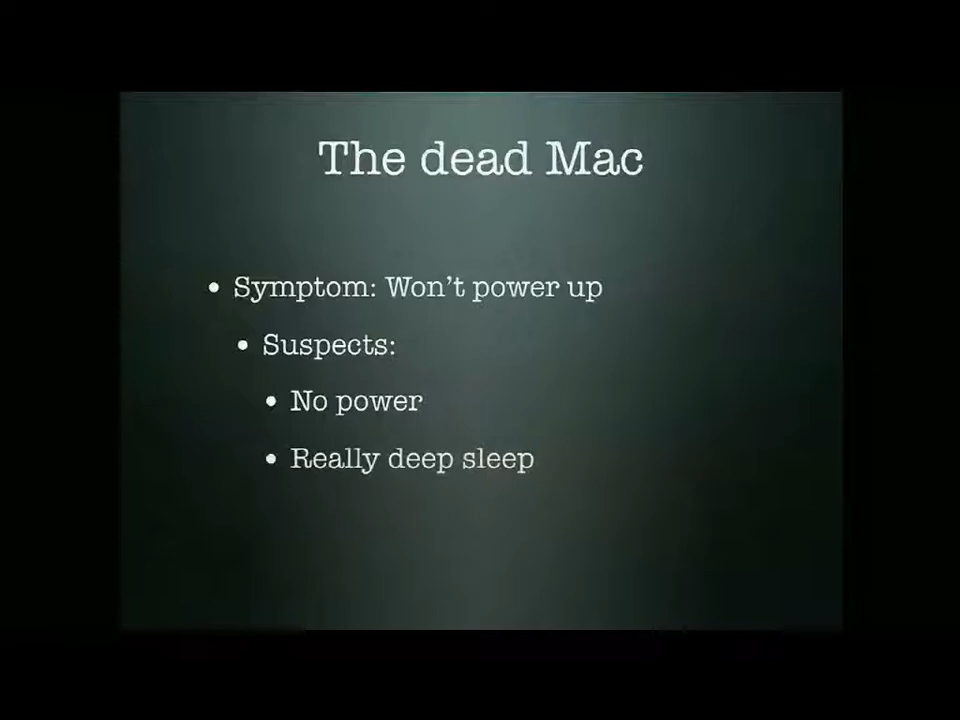 The dead Mac
• Symptom: Won't power up
• Suspects:
• No power
• Really deep sleep